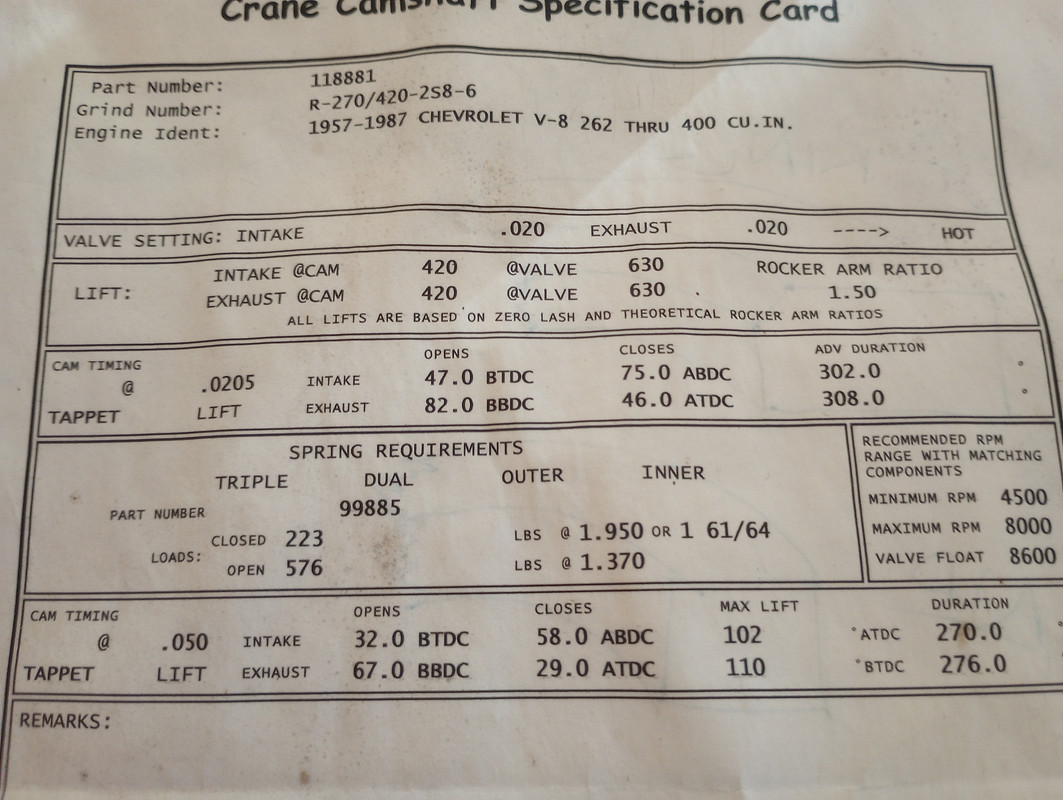 Crane Camshaft Specification Card
Part Number: 118881
Grind Number: R-270/420-2S8-6
Engine Ident: 1957-1987 CHEVROLET V-8 262 THRU 400 CU.IN.
VALVE SETTING: INTAKE .020 EXHAUST .020 ----> HOT
INTAKE @CAM 420 @VALVE 630 ROCKER ARM RATIO
LIFT:
EXHAUST @CAM 420 @VALVE 630 1.50
ALL LIFTS ARE BASED ON ZERO LASH AND THEORETICAL ROCKER ARM RATIOS
CAM TIMING OPENS CLOSES ADV DURATION
@ .0205 INTAKE 47.0 BTDC 75.0 ABDC 302.0 °
TAPPET LIFT EXHAUST 82.0 BBDC 46.0 ATDC 308.0 °
SPRING REQUIREMENTS
TRIPLE DUAL OUTER INNER
PART NUMBER 99885
LOADS:
CLOSED 223 LBS @ 1.950 OR 1 61/64
OPEN 576 LBS @ 1.370
RECOMMENDED RPM
RANGE WITH MATCHING
COMPONENTS
MINIMUM RPM 4500
MAXIMUM RPM 8000
VALVE FLOAT 8600
CAM TIMING OPENS CLOSES MAX LIFT DURATION
@ .050 INTAKE 32.0 BTDC 58.0 ABDC 102 °ATDC 270.0 °
TAPPET LIFT EXHAUST 67.0 BBDC 29.0 ATDC 110 °BTDC 276.0 °
REMARKS: